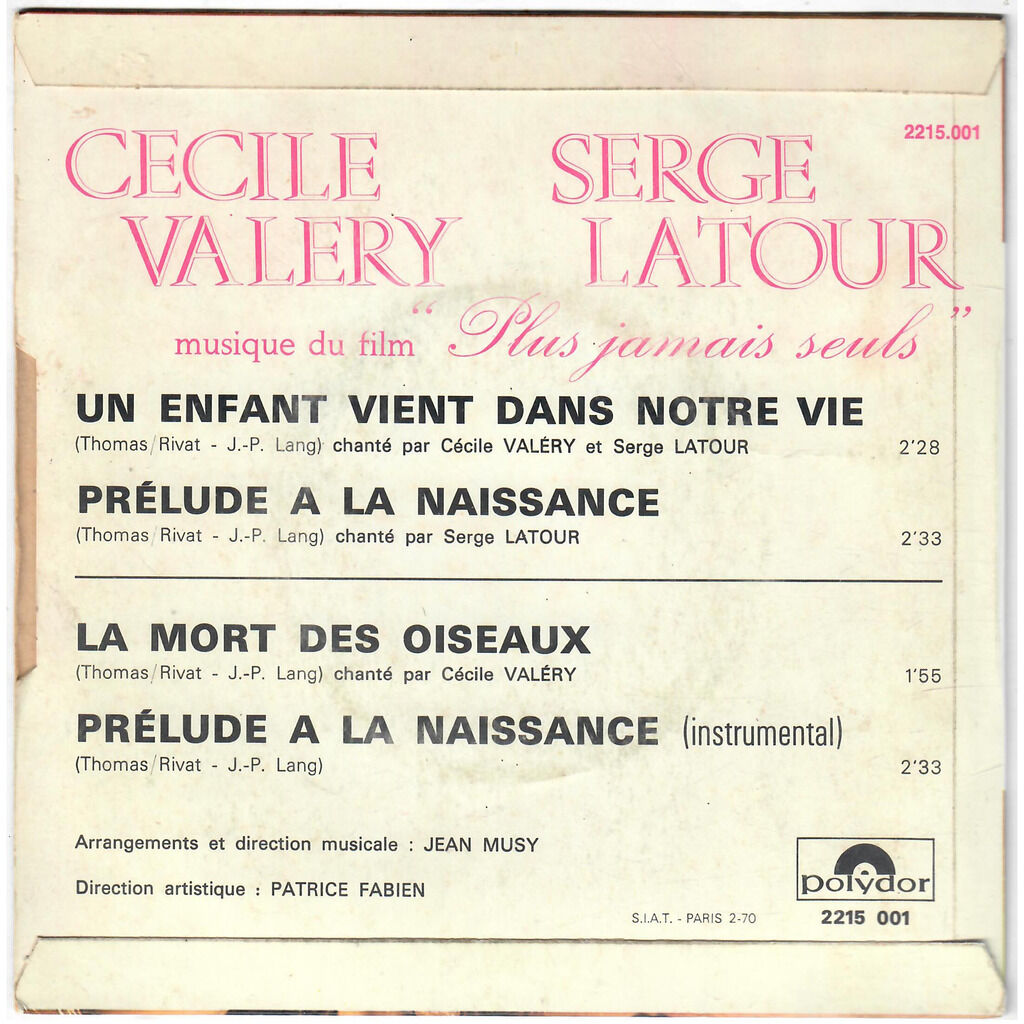 2215.001
CECILE SERGE
VALERY LATOUR
musique du film “Plus jamais seuls”
UN ENFANT VIENT DANS NOTRE VIE
(Thomas/Rivat - J.-P. Lang) chanté par Cécile VALÉRY et Serge LATOUR 2'28
PRÉLUDE A LA NAISSANCE
(Thomas/Rivat - J.-P. Lang) chanté par Serge LATOUR 2'33
LA MORT DES OISEAUX
(Thomas/Rivat - J.-P. Lang) chanté par Cécile VALÉRY 1'55
PRÉLUDE A LA NAISSANCE (instrumental)
(Thomas/Rivat - J.-P. Lang) 2'33
Arrangements et direction musicale : JEAN MUSY
Direction artistique : PATRICE FABIEN
polydor
S.I.A.T. - PARIS 2-70
2215 001